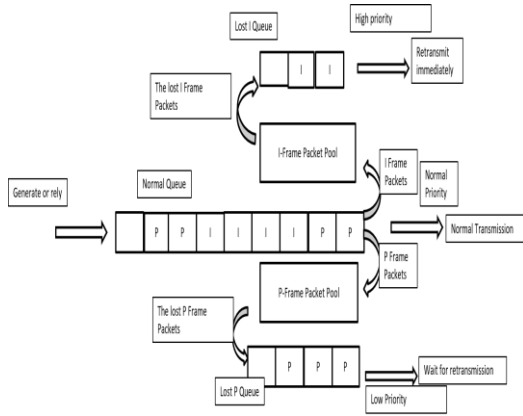 Lost I Queue
High priority
I
I
Retransmit
immediately
The lost I Frame
Packets
I-Frame Packet Pool
I Frame
Packets
Normal
Priority
Generate or rely
Normal Queue
P
P
I
I
I
I
P
P
Normal Transmission
P Frame
Packets
P-Frame Packet Pool
The lost P Frame
Packets
P
P
P
Wait for retransmission
Lost P Queue
Low Priority